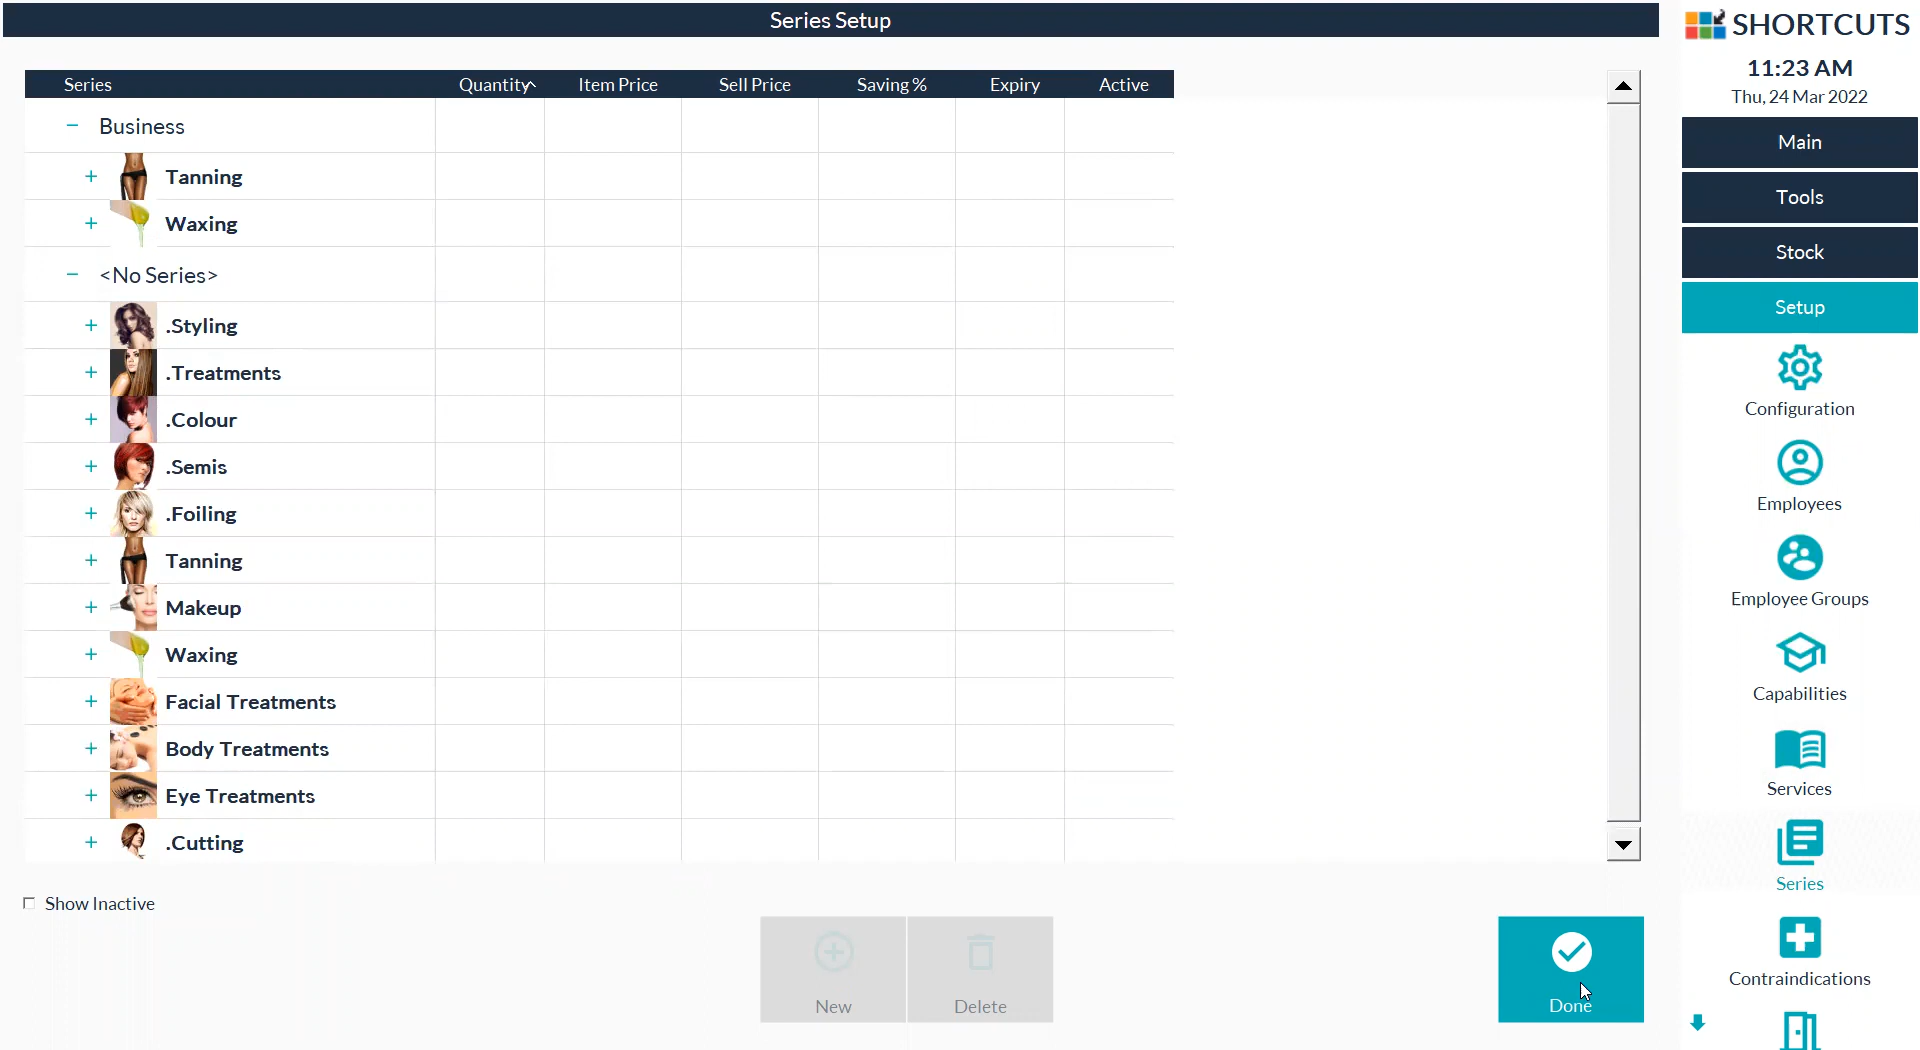 Series Setup
SHORTCUTS
11:23 AM
Thu, 24 Mar 2022
Series Quantity Item Price Sell Price Saving % Expiry Active
Business
Tanning
Waxing
<No Series>
.Styling
.Treatments
.Colour
.Semis
.Foiling
Tanning
Makeup
Waxing
Facial Treatments
Body Treatments
Eye Treatments
.Cutting
Show Inactive
New
Delete
Done
Main
Tools
Stock
Setup
Configuration
Employees
Employee Groups
Capabilities
Services
Series
Contraindications